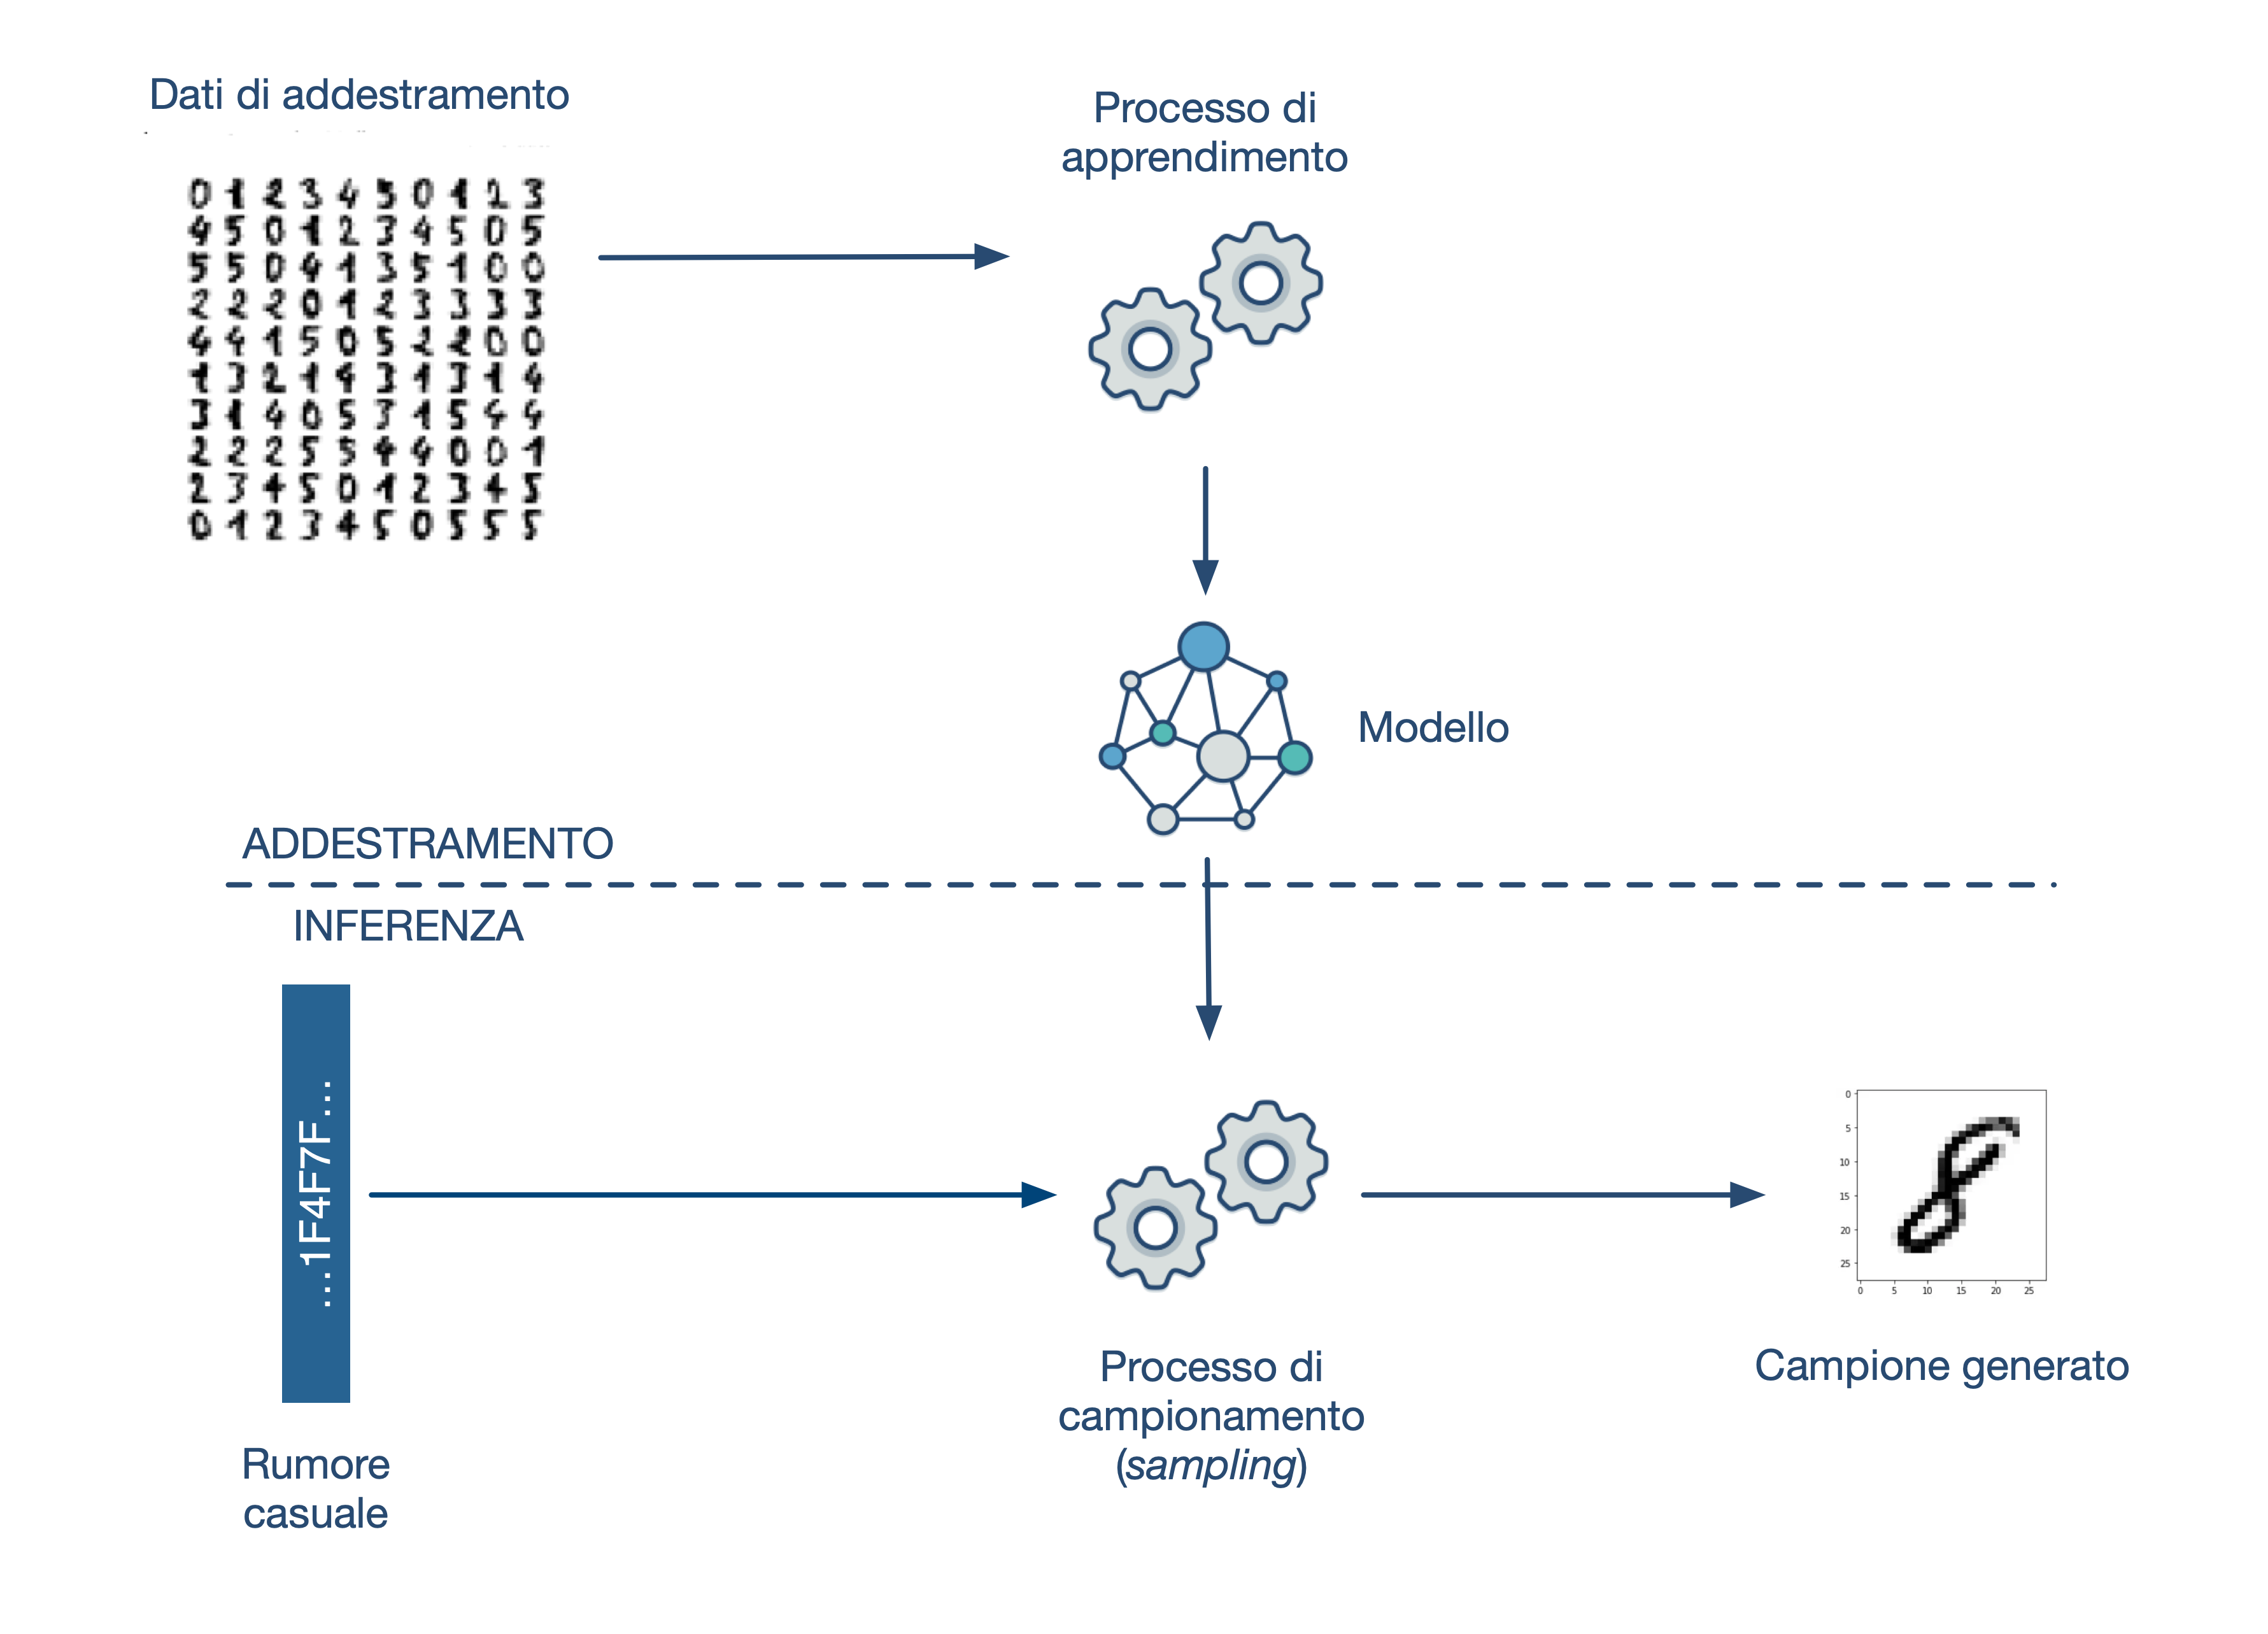 Dati di addestramento
Processo di
apprendimento
0 1 2 3 4 5 0 1 2 3
4 5 0 1 2 3 4 5 0 5
5 5 0 4 1 3 5 1 0 0
2 2 2 0 1 2 3 3 3 3
4 4 1 5 0 5 2 2 0 0
1 3 2 1 4 3 1 3 1 4
3 1 4 0 5 3 1 5 4 4
2 2 2 5 5 4 4 0 0 1
2 3 4 5 0 1 2 3 4 5
0 1 2 3 4 5 0 5 5 5
Modello
ADDESTRAMENTO
INFERENZA
...1F4F7F...
0
5
10
15
20
25
0 5 10 15 20 25
8
Processo di
campionamento
(sampling)
Campione generato
Rumore
casuale